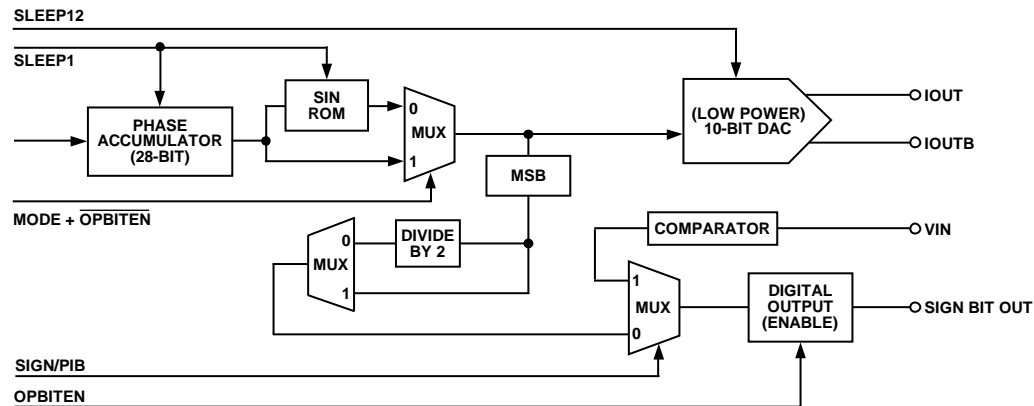 SLEEP12
SLEEP1
SIN
ROM
PHASE
ACCUMULATOR
(28-BIT)
0
MUX
1
(LOW POWER)
10-BIT DAC
IOUT
IOUTB
MSB
MODE + OPBITEN
0
MUX
1
DIVIDE
BY 2
COMPARATOR
VIN
1
MUX
0
DIGITAL
OUTPUT
(ENABLE)
SIGN BIT OUT
SIGN/PIB
OPBITEN